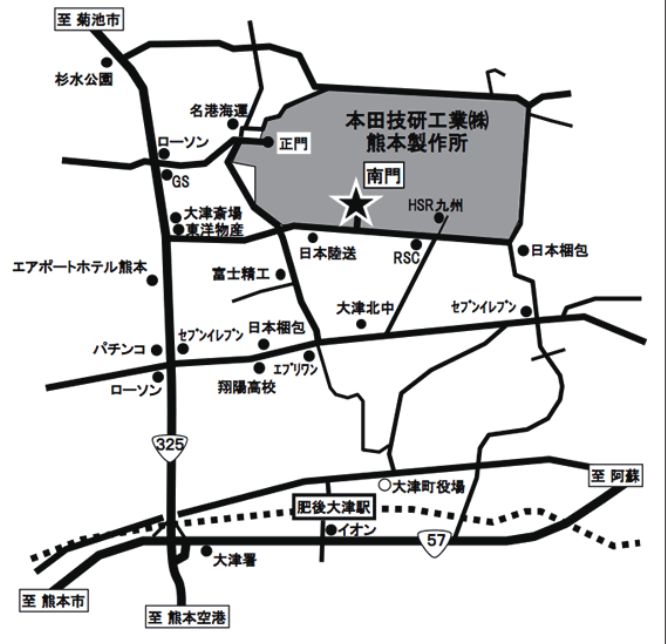 至 菊池市
杉水公園
名港海運
本田技研工業㈱
熊本製作所
正門
ローソン
南門
GS
HSR九州
大津斎場
東洋物産
日本陸送
RSC
日本梱包
エアポートホテル熊本
富士精工
大津北中
セブンイレブン
セブンイレブン
日本梱包
パチンコ
エブリワン
ローソン
翔陽高校
325
至 阿蘇
大津町役場
肥後大津駅
イオン
57
大津署
至 熊本市
至 熊本空港